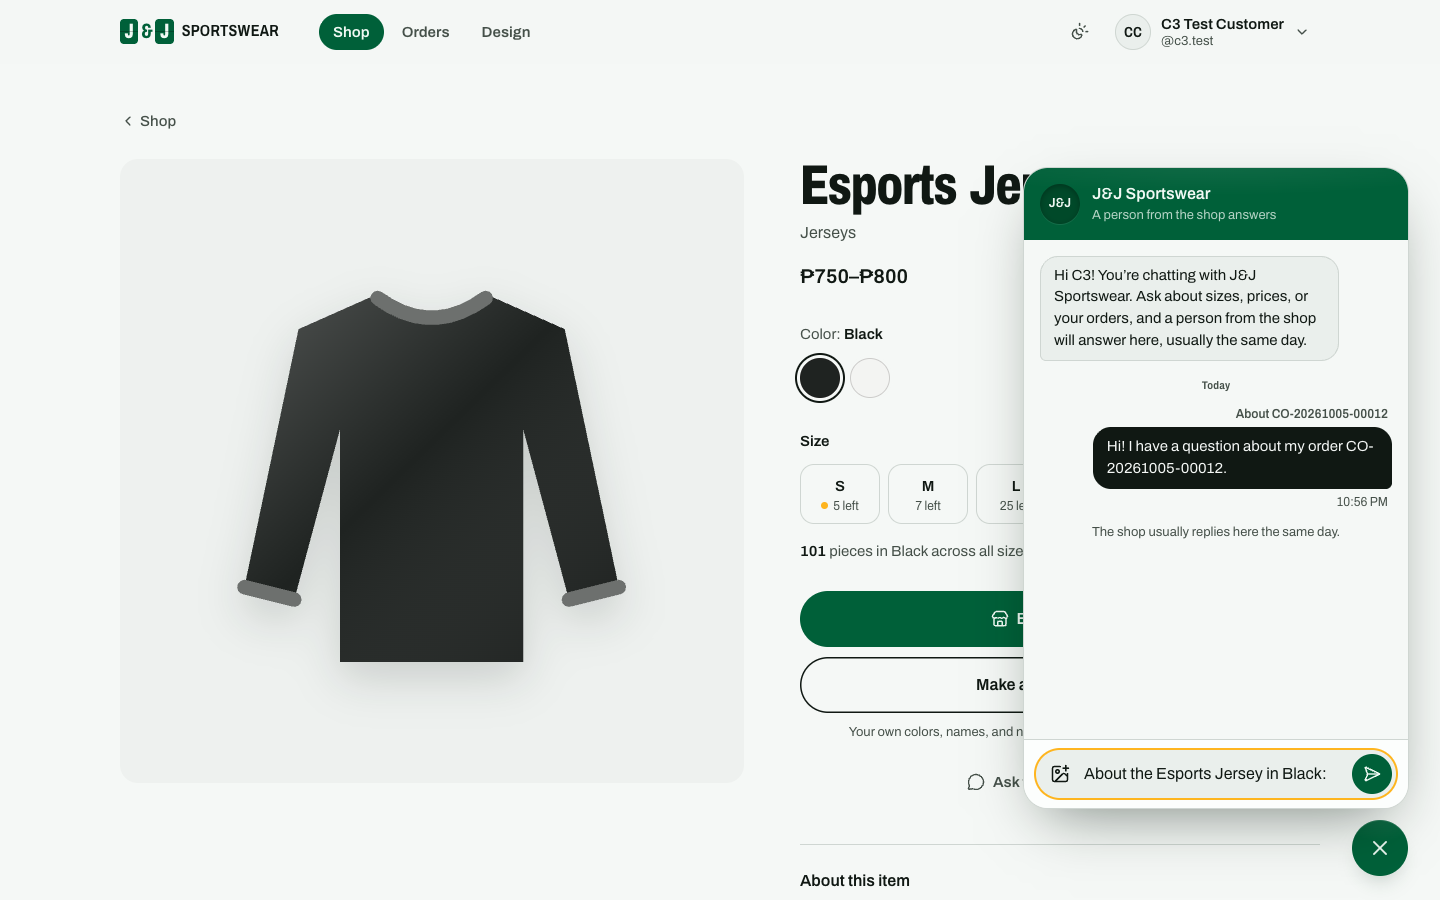 J&J SPORTSWEAR
Shop
Orders
Design
CC
C3 Test Customer
@c3.test
Shop
Esports Je
Jerseys
₱750–₱800
Color: Black
Size
S
5 left
M
7 left
L
25 le
101 pieces in Black across all size
Make a
Your own colors, names, and n
Ask
About this item
J&J
J&J Sportswear
A person from the shop answers
Hi C3! You’re chatting with J&J
Sportswear. Ask about sizes, prices, or
your orders, and a person from the shop
will answer here, usually the same day.
Today
About CO-20261005-00012
Hi! I have a question about my order CO-
20261005-00012.
10:56 PM
The shop usually replies here the same day.
About the Esports Jersey in Black: